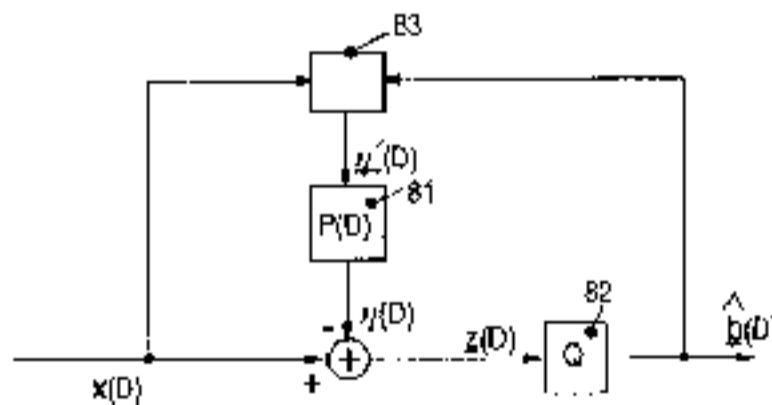 83
η'(D)
81
P(D)
- η(D)
82
z(D)
Q
b̂(D)
+
+
x(D)